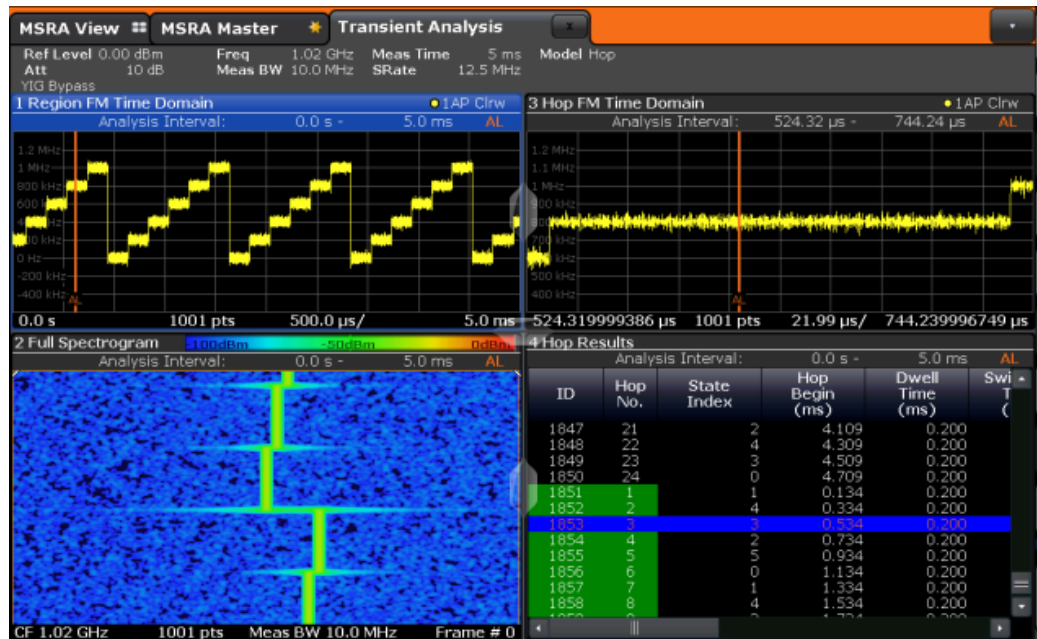 MSRA View MSRA Master Transient Analysis x
Ref Level 0.00 dBm Freq 1.02 GHz Meas Time 5 ms Model Hop
Att 10 dB Meas BW 10.0 MHz SRate 12.5 MHz
YIG Bypass
1 Region FM Time Domain 1AP Clrw
Analysis Interval: 0.0 s - 5.0 ms AL
1.2 MHz
1 MHz
800 kHz
600
0 Hz
-200 kHz
-400 kHz
AL
0.0 s 1001 pts 500.0 µs/ 5.0 ms
3 Hop FM Time Domain 1AP Clrw
Analysis Interval: 524.32 µs - 744.24 µs AL
1.2 MHz
1.1 MHz
1 MHz
900 kHz
700 kHz
500 kHz
400 kHz
AL
524.319999386 µs 1001 pts 21.99 µs/ 744.239996749 µs
2 Full Spectrogram -100dBm -50dBm 0dBm
Analysis Interval: 0.0 s - 5.0 ms AL
CF 1.02 GHz 1001 pts Meas BW 10.0 MHz Frame # 0
4 Hop Results
Analysis Interval: 0.0 s - 5.0 ms AL
ID Hop No. State Index Hop Begin (ms) Dwell Time (ms) Swi T (
1847 21 2 4.109 0.200
1848 22 4 4.309 0.200
1849 23 3 4.509 0.200
1850 24 0 4.709 0.200
1851 1 1 0.134 0.200
1852 2 4 0.334 0.200
1853 3 3 0.534 0.200
1854 4 2 0.734 0.200
1855 5 5 0.934 0.200
1856 6 0 1.134 0.200
1857 7 1 1.334 0.200
1858 8 4 1.534 0.200